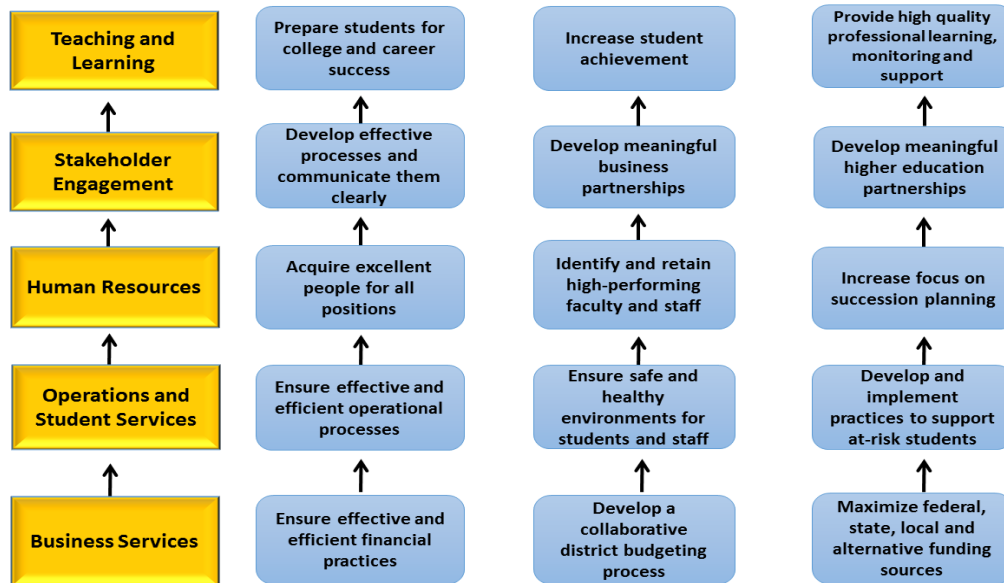 Teaching and
Learning
Prepare students for
college and career
success
Increase student
achievement
Provide high quality
professional learning,
monitoring and
support
Stakeholder
Engagement
Develop effective
processes and
communicate them
clearly
Develop meaningful
business
partnerships
Develop meaningful
higher education
partnerships
Human Resources
Acquire excellent
people for all
positions
Identify and retain
high-performing
faculty and staff
Increase focus on
succession planning
Operations and
Student Services
Ensure effective and
efficient operational
processes
Ensure safe and
healthy
environments for
students and staff
Develop and
implement
practices to support
at-risk students
Business Services
Ensure effective and
efficient financial
practices
Develop a
collaborative
district budgeting
process
Maximize federal,
state, local and
alternative funding
sources